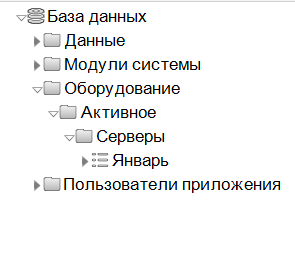 База данных
Данные
Модули системы
Оборудование
Активное
Серверы
Январь
Пользователи приложения